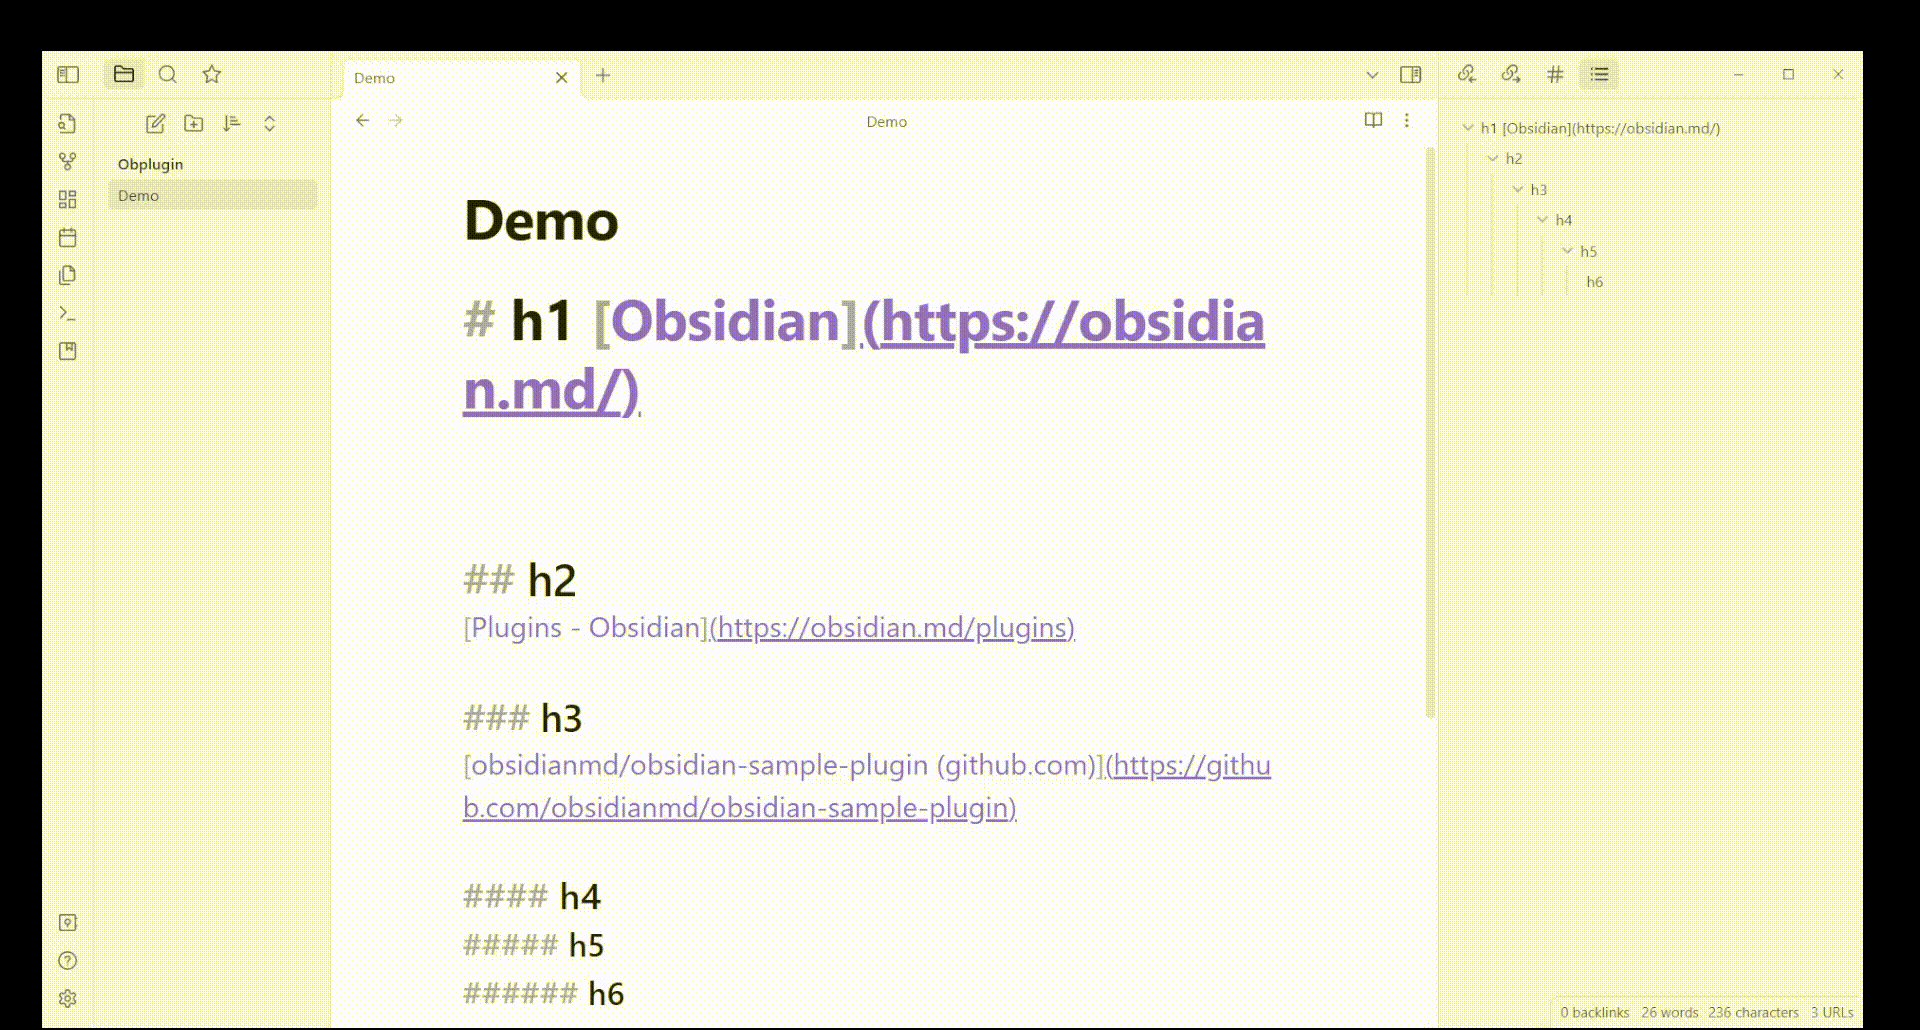 Demo
Demo
Obplugin
Demo
Demo
# h1 [Obsidian](https://obsidia
n.md/)
## h2
[Plugins - Obsidian](https://obsidian.md/plugins)
### h3
[obsidianmd/obsidian-sample-plugin (github.com)](https://githu
b.com/obsidianmd/obsidian-sample-plugin)
#### h4
##### h5
###### h6
h1 [Obsidian](https://obsidian.md/)
h2
h3
h4
h5
h6
0 backlinks 26 words 236 characters 3 URLs